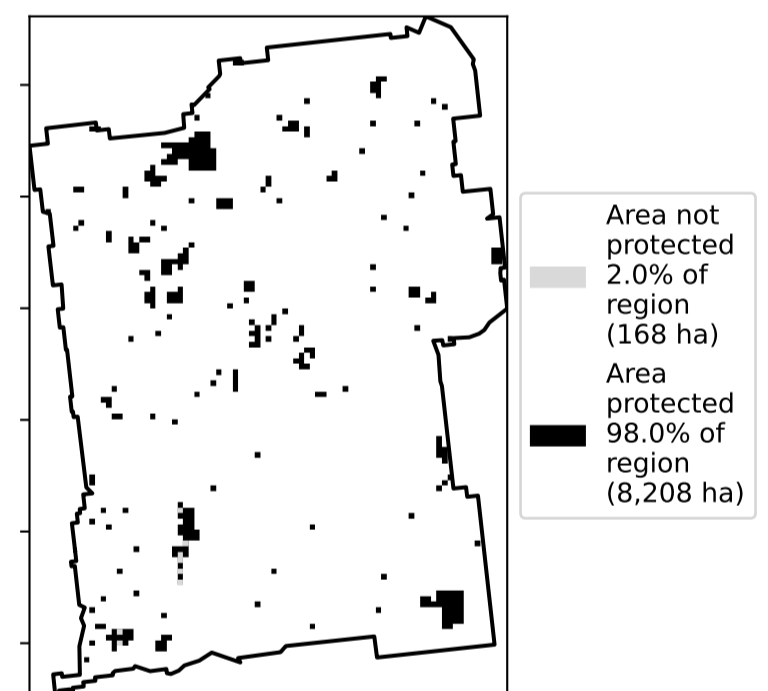 Area not
protected
2.0% of
region
(168 ha)
Area
protected
98.0% of
region
(8,208 ha)